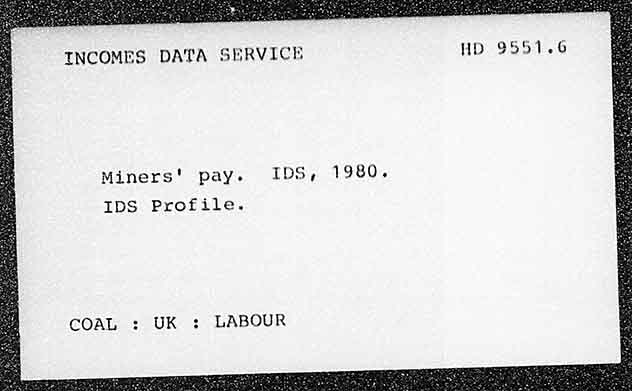 INCOMES DATA SERVICE HD 9551.6
Miners' pay. IDS, 1980.
IDS Profile.
COAL : UK : LABOUR